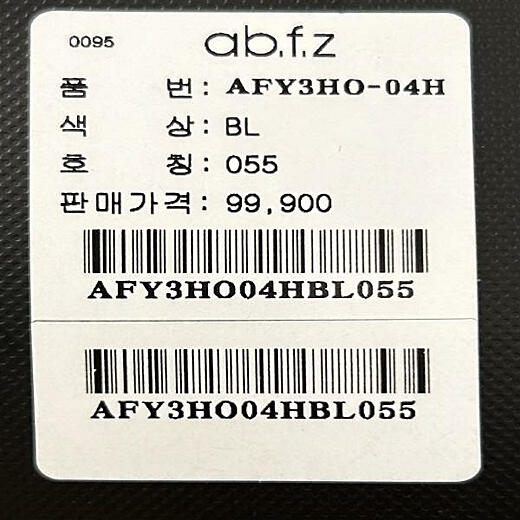 0095 ab.f.z
품 번 : AFY3HO-04H
색 상 : BL
호 칭 : 055
판매가격 : 99,900
AFY3HO04HBL055
AFY3HO04HBL055